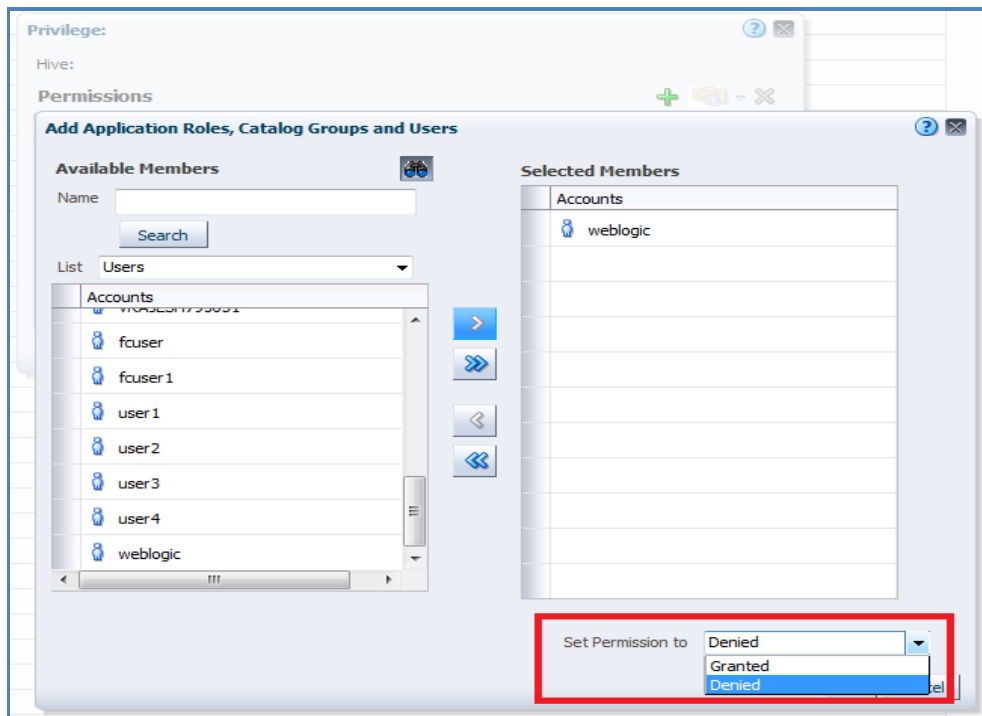 Privilege:
Hive:
Permissions
Add Application Roles, Catalog Groups and Users
Available Members
Name
Search
List Users
Accounts
fcuser
fcuser1
user1
user2
user3
user4
weblogic
Selected Members
Accounts
weblogic
Set Permission to Denied
Granted
Denied